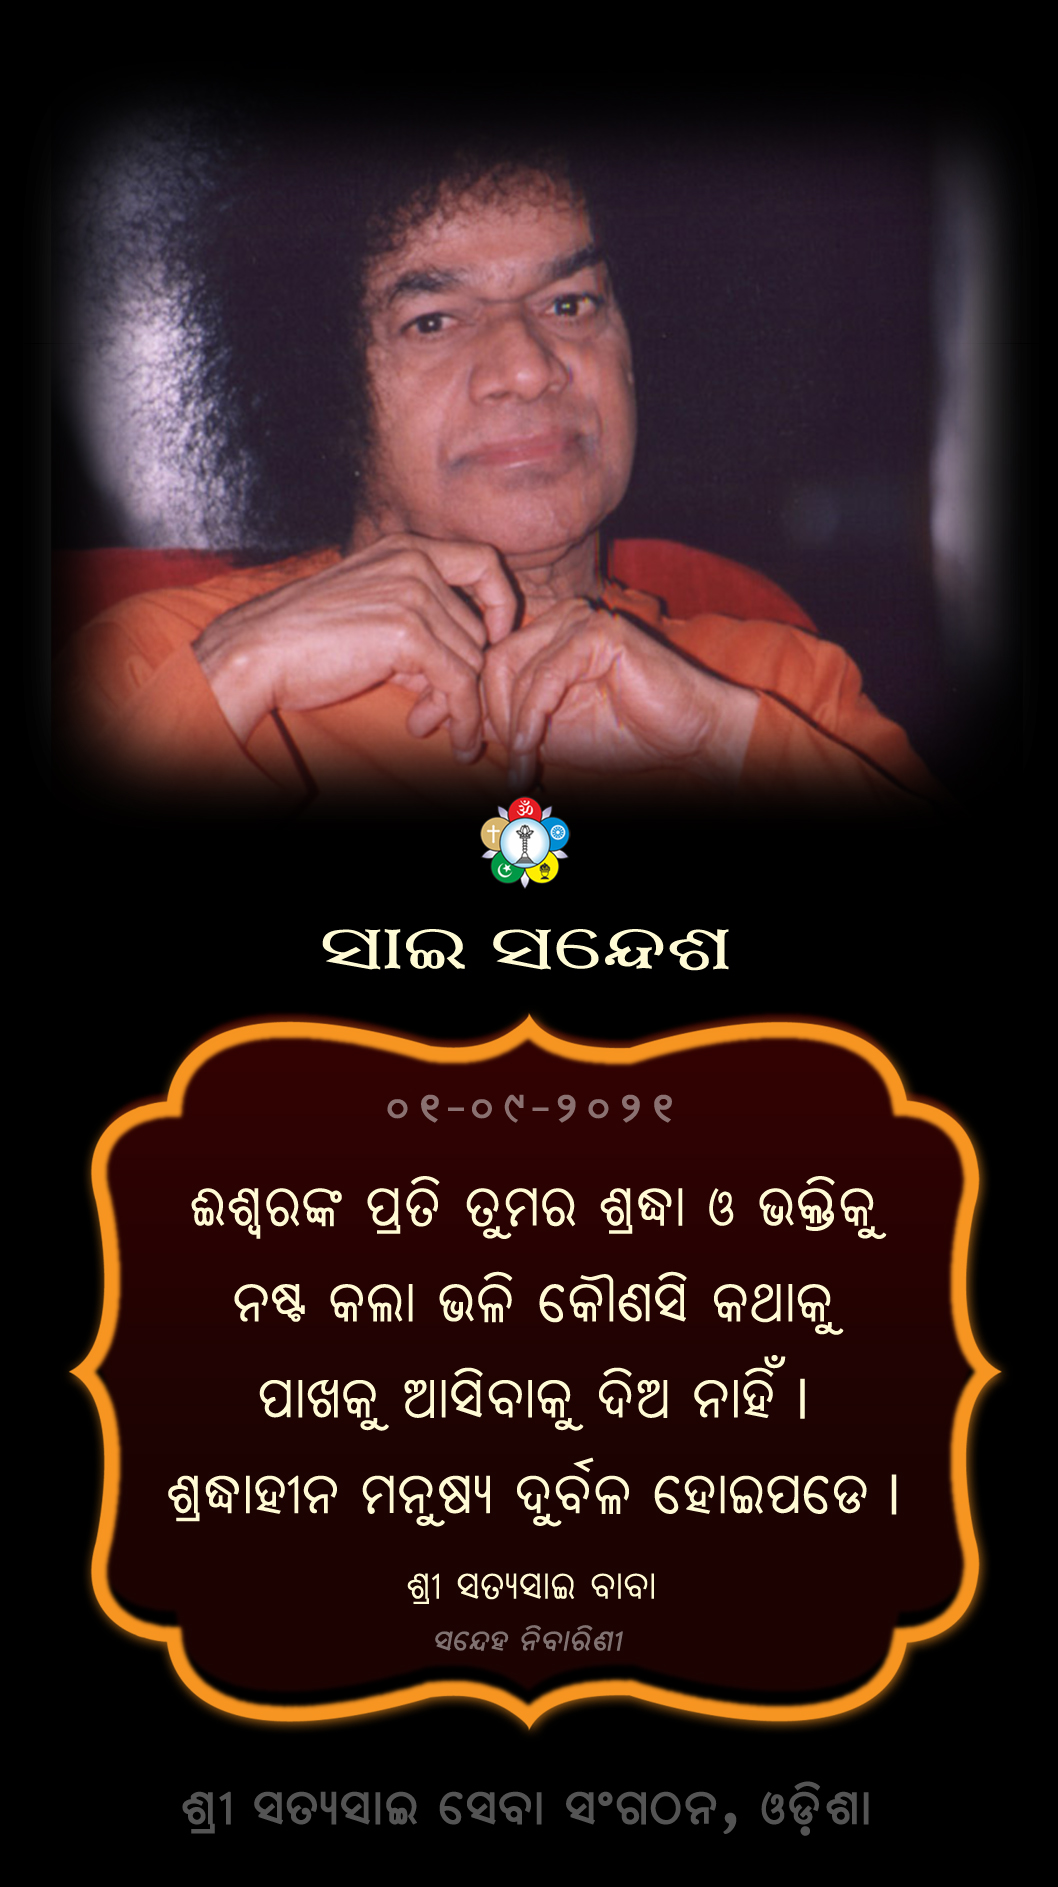 ସାଇ ସନ୍ଦେଶ
୦୧-୦୯-୨୦୨୧
ଈଶ୍ୱରଙ୍କ ପ୍ରତି ତୁମର ଶ୍ରଦ୍ଧା ଓ ଭକ୍ତିକୁ
ନଷ୍ଟ କଲା ଭଳି କୌଣସି କଥାକୁ
ପାଖକୁ ଆସିବାକୁ ଦିଅ ନାହିଁ ।
ଶ୍ରଦ୍ଧାହୀନ ମନୁଷ୍ୟ ଦୁର୍ବଳ ହୋଇପଡେ ।
ଶ୍ରୀ ସତ୍ୟସାଇ ବାବା
ସନ୍ଦେହ ନିବାରିଣୀ
ଶ୍ରୀ ସତ୍ୟସାଇ ସେବା ସଂଗଠନ, ଓଡ଼ିଶା